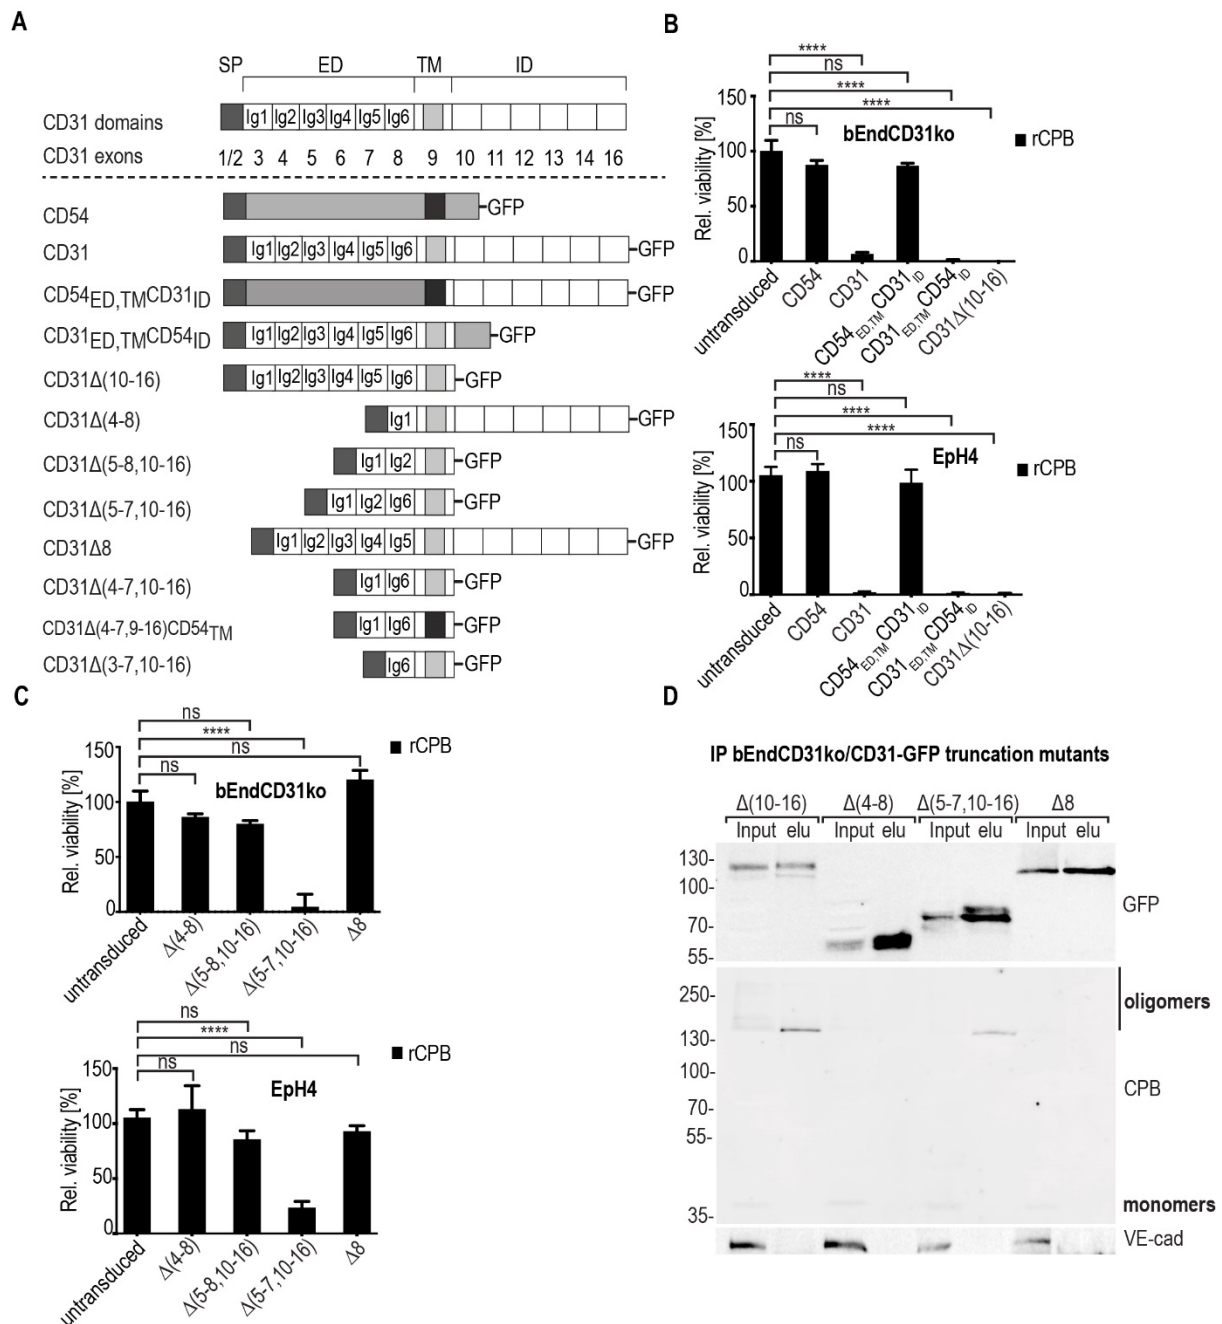 A
SP ED TM ID
CD31 domains Ig1 Ig2 Ig3 Ig4 Ig5 Ig6
CD31 exons 1/2 3 4 5 6 7 8 9 10 11 12 13 14 16
CD54 -GFP
CD31 Ig1 Ig2 Ig3 Ig4 Ig5 Ig6 -GFP
CD54ED,TMCD31ID -GFP
CD31ED,TMCD54ID Ig1 Ig2 Ig3 Ig4 Ig5 Ig6 -GFP
CD31Δ(10-16) Ig1 Ig2 Ig3 Ig4 Ig5 Ig6 -GFP
CD31Δ(4-8) Ig1 -GFP
CD31Δ(5-8,10-16) Ig1 Ig2 -GFP
CD31Δ(5-7,10-16) Ig1 Ig2 Ig6 -GFP
CD31Δ8 Ig1 Ig2 Ig3 Ig4 Ig5 -GFP
CD31Δ(4-7,10-16) Ig1 Ig6 -GFP
CD31Δ(4-7,9-16)CD54TM Ig1 Ig6 -GFP
CD31Δ(3-7,10-16) Ig6 -GFP
B
****
ns
****
****
ns
bEndCD31ko
rCPB
Rel. viability [%]
150
100
50
0
untransduced
CD54
CD31
CD54ED,TMCD31ID
CD31ED,TMCD54ID
CD31Δ(10-16)
****
ns
****
****
ns
EpH4
rCPB
Rel. viability [%]
150
100
50
0
untransduced
CD54
CD31
CD54ED,TMCD31ID
CD31ED,TMCD54ID
CD31Δ(10-16)
C
ns
****
ns
ns
bEndCD31ko
rCPB
Rel. viability [%]
150
100
50
0
untransduced
Δ(4-8)
Δ(5-8,10-16)
Δ(5-7,10-16)
Δ8
ns
****
ns
ns
EpH4
rCPB
Rel. viability [%]
150
100
50
0
untransduced
Δ(4-8)
Δ(5-8,10-16)
Δ(5-7,10-16)
Δ8
D
IP bEndCD31ko/CD31-GFP truncation mutants
Δ(10-16) Δ(4-8) Δ(5-7,10-16) Δ8
Input elu Input elu Input elu Input elu
130-
100-
70-
55-
GFP
250-
130-
100-
70-
55-
35-
oligomers
CPB
monomers
VE-cad